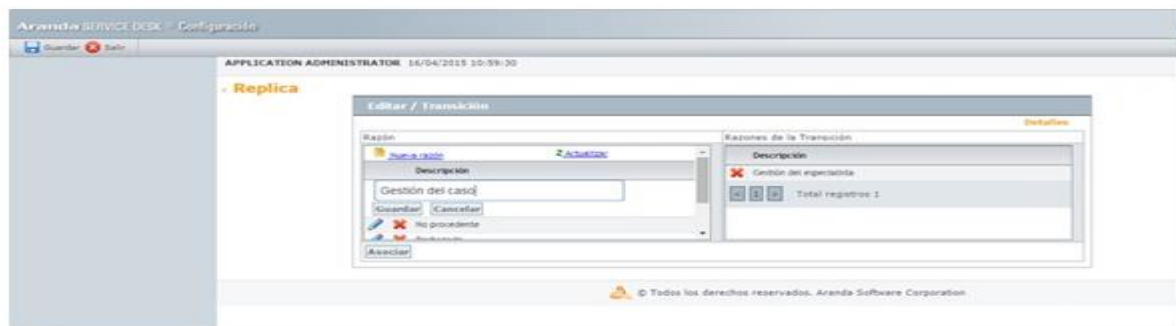 Aranda SERVICE DESK - Configuración
Guardar Salir
APPLICATION ADMINISTRATOR 16/04/2015 10:59:30
Replica
Editar / Transición
Detalles
Razón
Nueva razón Actualizar
Descripción
Gestión del caso
Guardar Cancelar
No procedente
Asociar
Razones de la Transición
Descripción
Gestión del especialista
< 1 > Total registros 1
© Todos los derechos reservados. Aranda Software Corporation